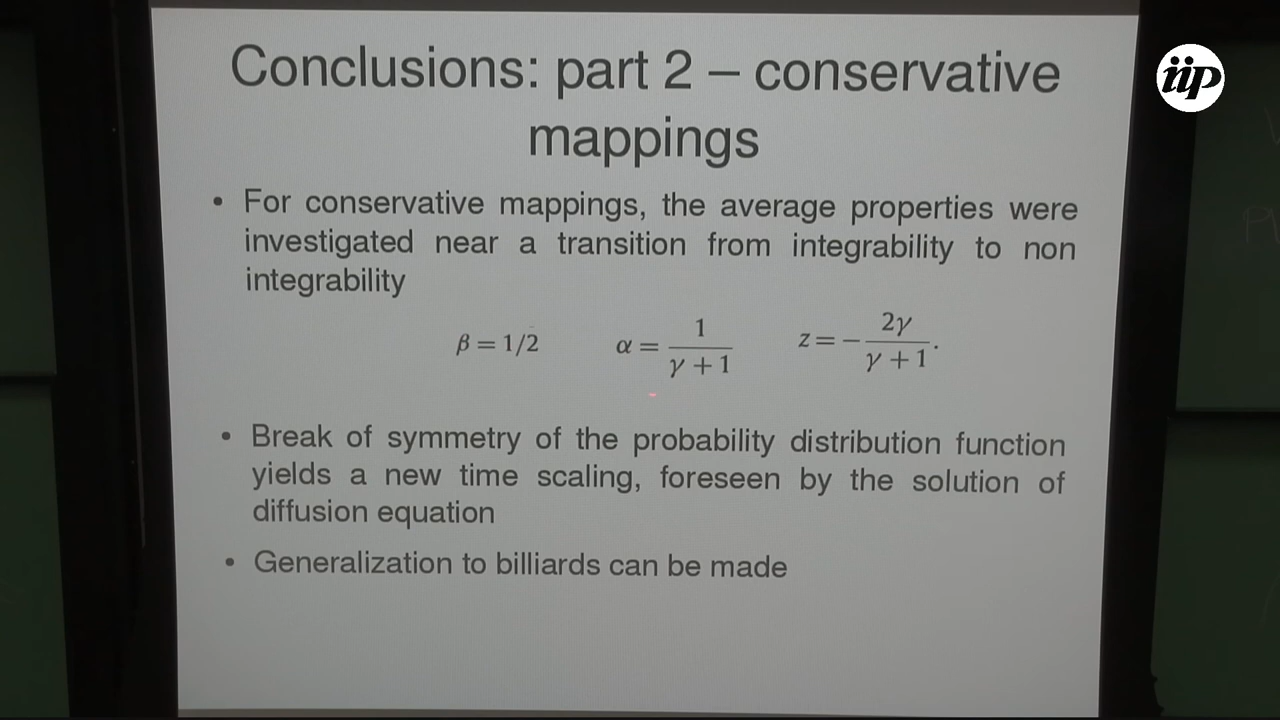 Conclusions: part 2 – conservative
mappings
• For conservative mappings, the average properties were
investigated near a transition from integrability to non
integrability
β = 1/2 α = 1/(γ + 1) z = − 2γ/(γ + 1).
• Break of symmetry of the probability distribution function
yields a new time scaling, foreseen by the solution of
diffusion equation
• Generalization to billiards can be made
iip